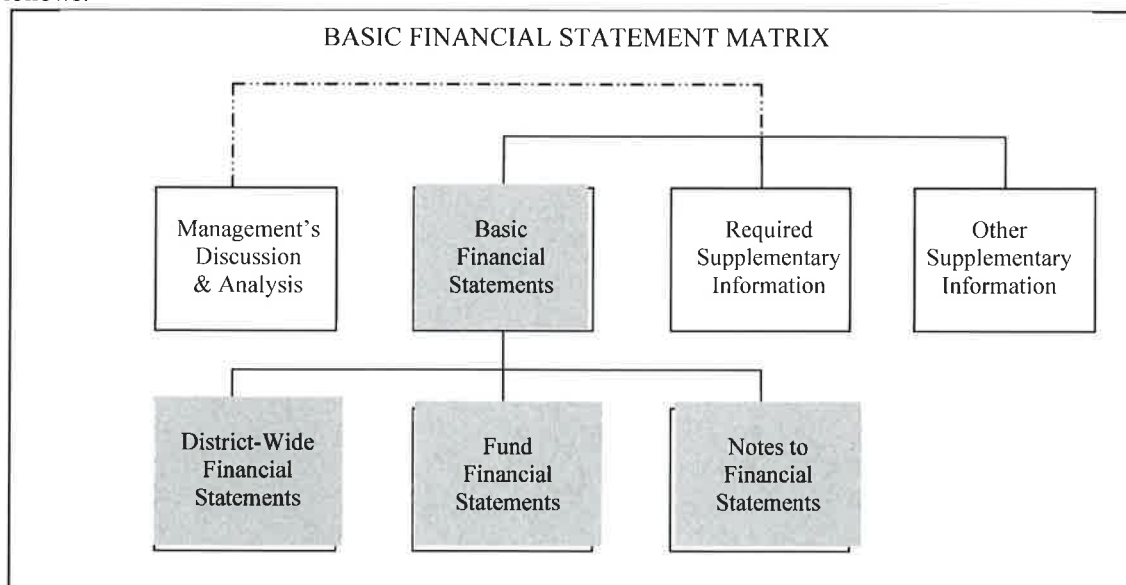 BASIC FINANCIAL STATEMENT MATRIX
Management's
Discussion
& Analysis
Basic
Financial
Statements
Required
Supplementary
Information
Other
Supplementary
Information
District-Wide
Financial
Statements
Fund
Financial
Statements
Notes to
Financial
Statements